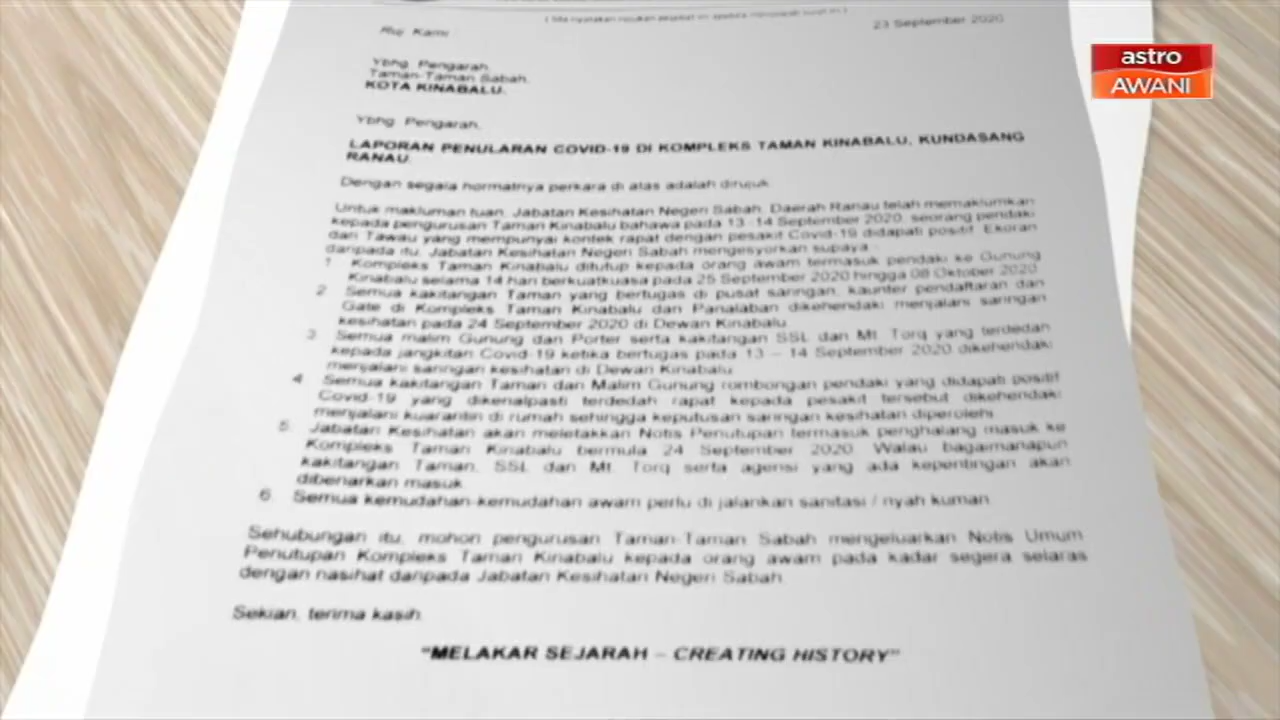 ( Sila nyatakan rujukan pejabat ini apabila menjawab surat ini )
23 September 2020
astro
AWANI
Ruj. Kami
Ybhg. Pengarah,
Taman-Taman Sabah,
KOTA KINABALU.
Ybhg. Pengarah,
LAPORAN PENULARAN COVID-19 DI KOMPLEKS TAMAN KINABALU, KUNDASANG
RANAU.
Dengan segala hormatnya perkara di atas adalah dirujuk.
Untuk makluman tuan, Jabatan Kesihatan Negeri Sabah, Daerah Ranau telah memaklumkan
kepada pengurusan Taman Kinabalu bahawa pada 13 -14 September 2020, seorang pendaki
dari Tawau yang mempunyai kontek rapat dengan pesakit Covid-19 didapati positif. Ekoran
daripada itu, Jabatan Kesihatan Negeri Sabah mengesyorkan supaya :
1. Kompleks Taman Kinabalu ditutup kepada orang awam termasuk pendaki ke Gunung
Kinabalu selama 14 hari berkuatkuasa pada 25 September 2020 hingga 08 Oktober 2020.
2. Semua kakitangan Taman yang bertugas di pusat saringan, kaunter pendaftaran dan
Gate di Kompleks Taman Kinabalu dan Panalaban dikehendaki menjalani saringan
kesihatan pada 24 September 2020 di Dewan Kinabalu.
3. Semua malim Gunung dan Porter serta kakitangan SSL dan Mt. Torq yang terdedah
kepada jangkitan Covid-19 ketika bertugas pada 13 – 14 September 2020 dikehendaki
menjalani saringan kesihatan di Dewan Kinabalu.
4. Semua kakitangan Taman dan Malim Gunung rombongan pendaki yang didapati positif
Covid-19 yang dikenalpasti terdedah rapat kepada pesakit tersebut dikehendaki
menjalani kuarantin di rumah sehingga keputusan saringan kesihatan diperolehi.
5. Jabatan Kesihatan akan meletakkan Notis Penutupan termasuk penghalang masuk ke
Kompleks Taman Kinabalu bermula 24 September 2020. Walau bagaimanapun
kakitangan Taman, SSL dan Mt. Torq serta agensi yang ada kepentingan akan
dibenarkan masuk.
6. Semua kemudahan-kemudahan awam perlu di jalankan sanitasi / nyah kuman.
Sehubungan itu, mohon pengurusan Taman-Taman Sabah mengeluarkan Notis Umum
Penutupan Kompleks Taman Kinabalu kepada orang awam pada kadar segera selaras
dengan nasihat daripada Jabatan Kesihatan Negeri Sabah.
Sekian, terima kasih.
“MELAKAR SEJARAH – CREATING HISTORY”